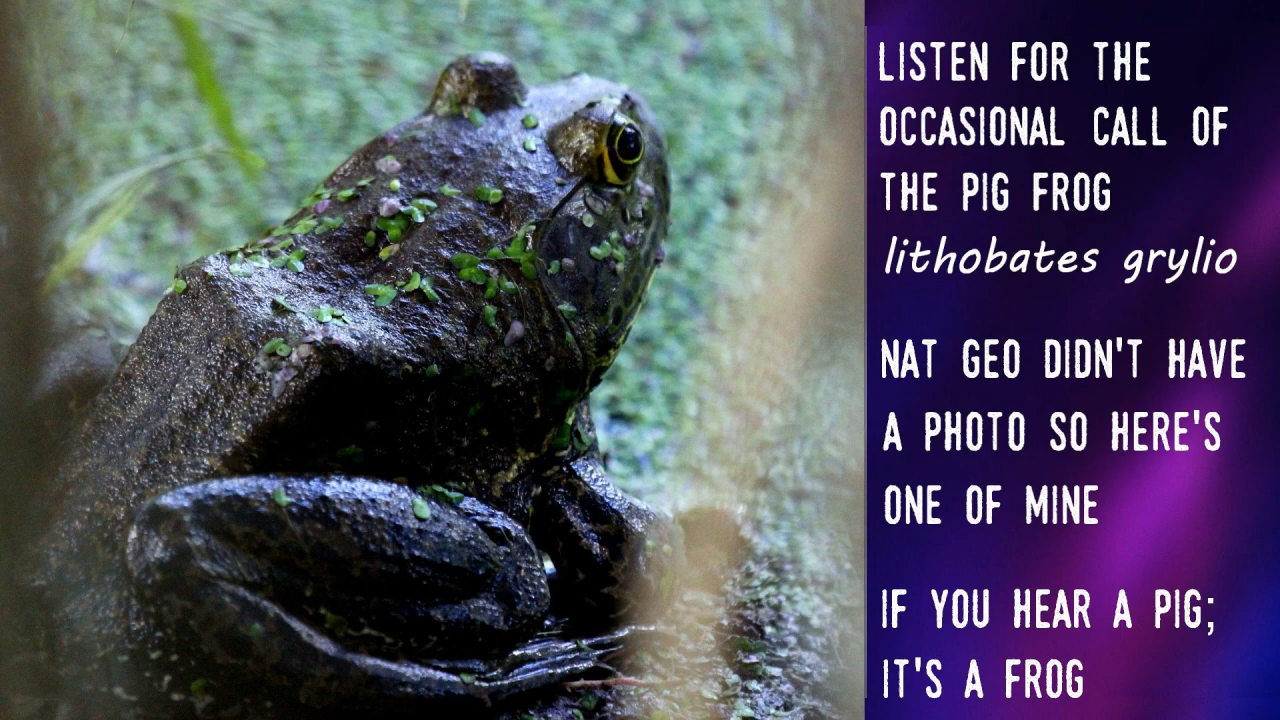 LISTEN FOR THE
OCCASIONAL CALL OF
THE PIG FROG
lithobates grylio
NAT GEO DIDN'T HAVE
A PHOTO SO HERE'S
ONE OF MINE
IF YOU HEAR A PIG;
IT'S A FROG